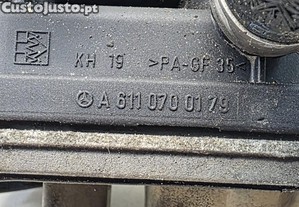 CustoJusto.pt
KH 19 >PA-GF 35<
A 611 070 01 79